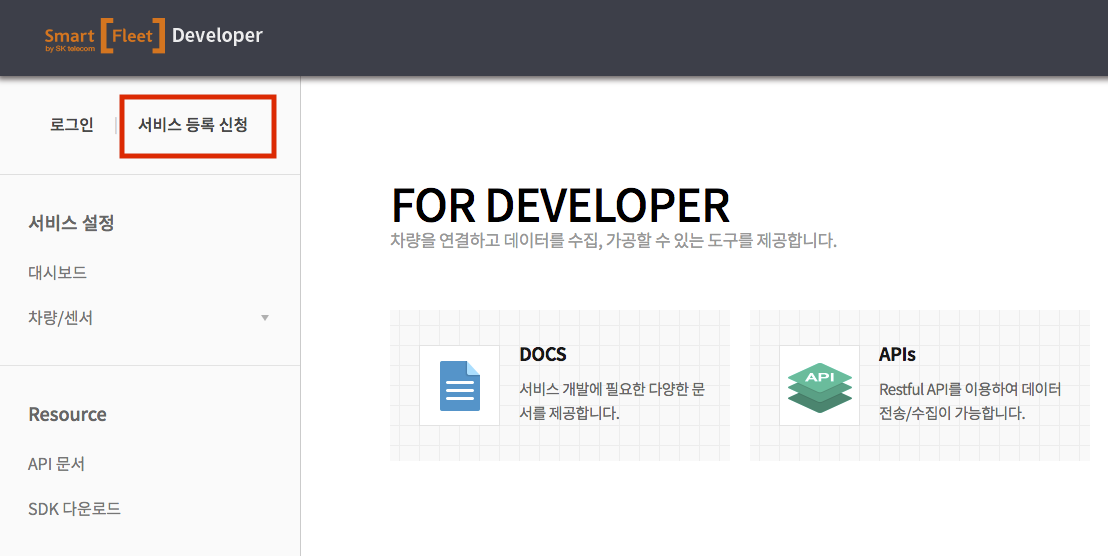 Smart [Fleet] Developer
by SK telecom
로그인 | 서비스 등록 신청
서비스 설정
대시보드
차량/센서
Resource
API 문서
SDK 다운로드
FOR DEVELOPER
차량을 연결하고 데이터를 수집, 가공할 수 있는 도구를 제공합니다.
DOCS
서비스 개발에 필요한 다양한 문
서를 제공합니다.
API
APIs
Restful API를 이용하여 데이터
전송/수집이 가능합니다.